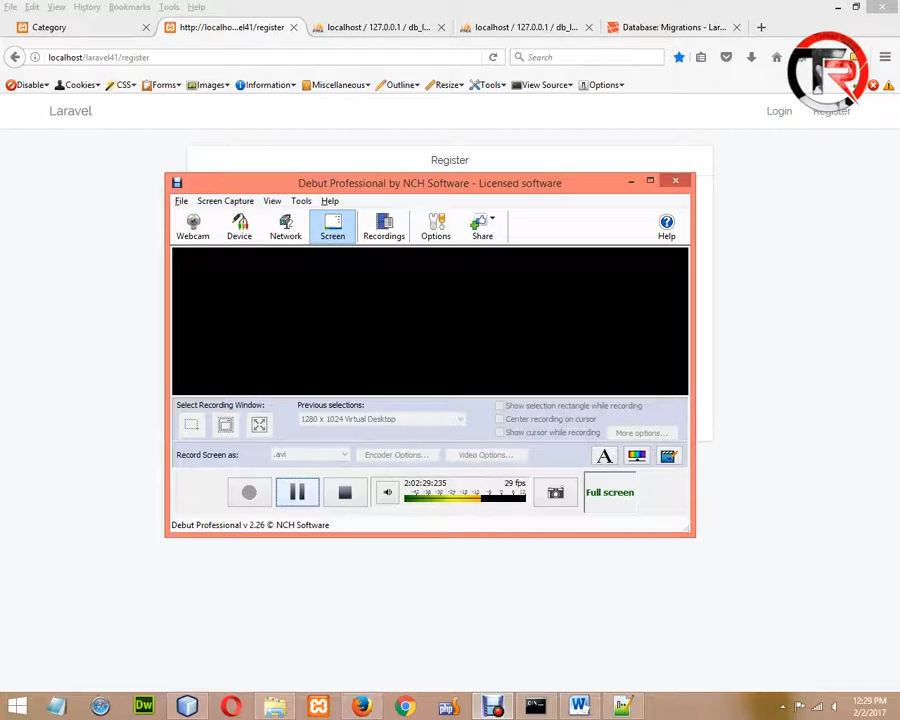 File Edit View History Bookmarks Tools Help
Category × http://localho...el41/register × localhost / 127.0.0.1 / db_l... × localhost / 127.0.0.1 / db_l... × Database: Migrations - Lar... × +
localhost/laravel41/register Search
Disable Cookies CSS Forms Images Information Miscellaneous Outline Resize Tools View Source Options
TR
Laravel Login Register
Register
Debut Professional by NCH Software - Licensed software
File Screen Capture View Tools Help
Webcam Device Network Screen Recordings Options Share Help
Select Recording Window: Previous selections: Show selection rectangle while recording
1280 x 1024 Virtual Desktop Center recording on cursor
Show cursor while recording More options...
Record Screen as: .avi Encoder Options... Video Options... A
2:02:29:235 29 fps
Full screen
Debut Professional v 2.26 © NCH Software
Dw php
12:29 PM
2/2/2017